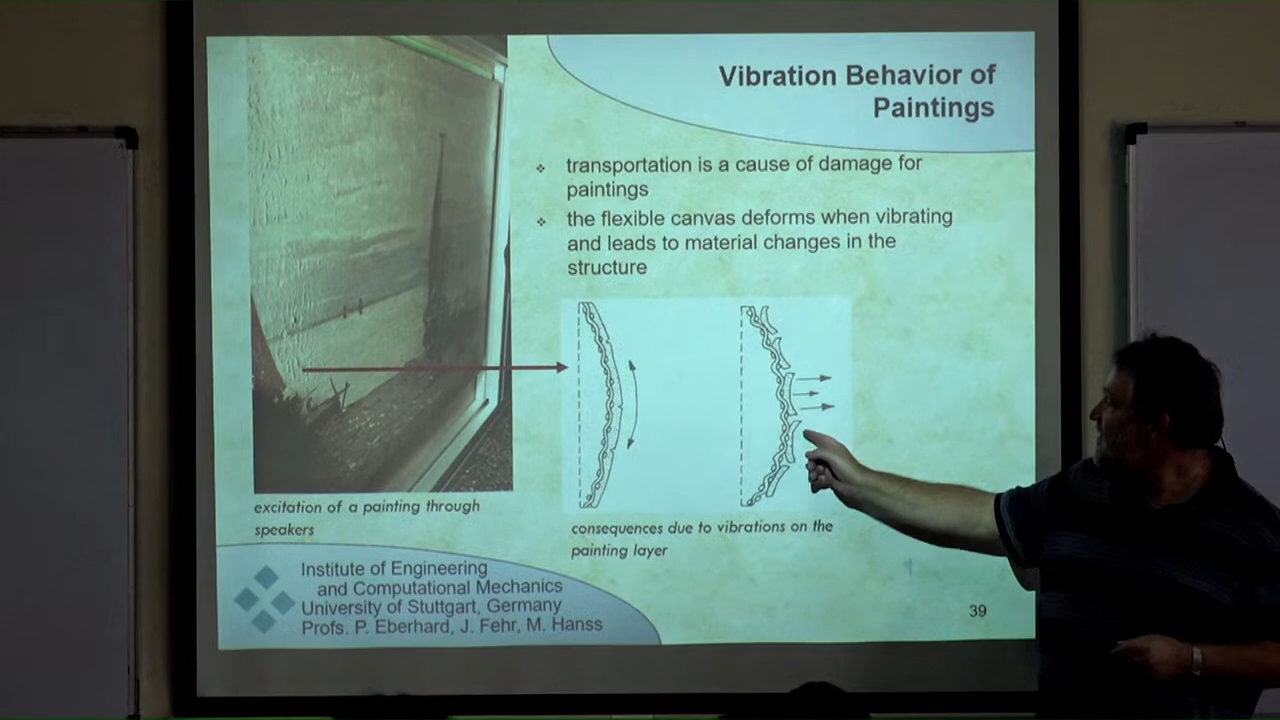 Vibration Behavior of
Paintings
transportation is a cause of damage for
paintings
the flexible canvas deforms when vibrating
and leads to material changes in the
structure
excitation of a painting through
speakers
consequences due to vibrations on the
painting layer
Institute of Engineering
and Computational Mechanics
University of Stuttgart, Germany
Profs. P. Eberhard, J. Fehr, M. Hanss
39